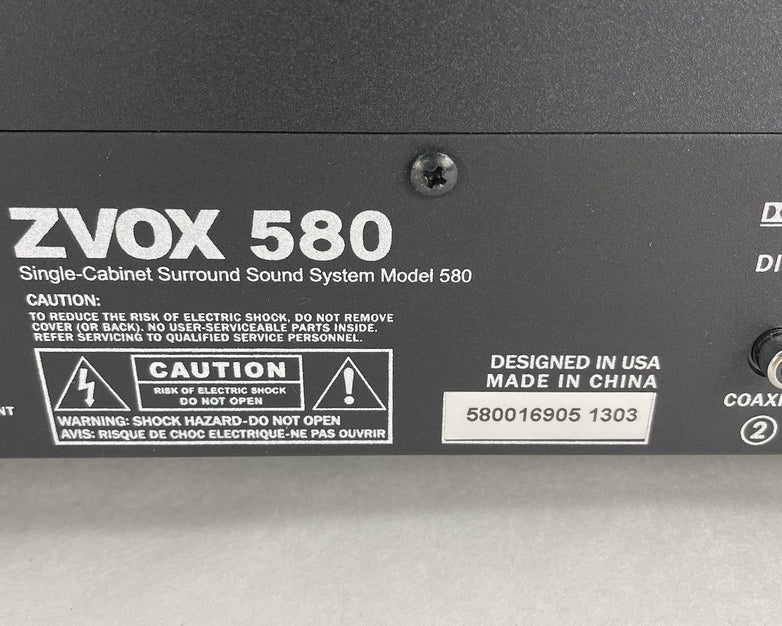 ZVOX 580
Single-Cabinet Surround Sound System Model 580
CAUTION:
TO REDUCE THE RISK OF ELECTRIC SHOCK, DO NOT REMOVE
COVER (OR BACK). NO USER-SERVICEABLE PARTS INSIDE.
REFER SERVICING TO QUALIFIED SERVICE PERSONNEL.
CAUTION
RISK OF ELECTRIC SHOCK
DO NOT OPEN
WARNING: SHOCK HAZARD-DO NOT OPEN
AVIS: RISQUE DE CHOC ELECTRIQUE-NE PAS OUVRIR
NT
DESIGNED IN USA
MADE IN CHINA
580016905 1303
DI
COAXI
2